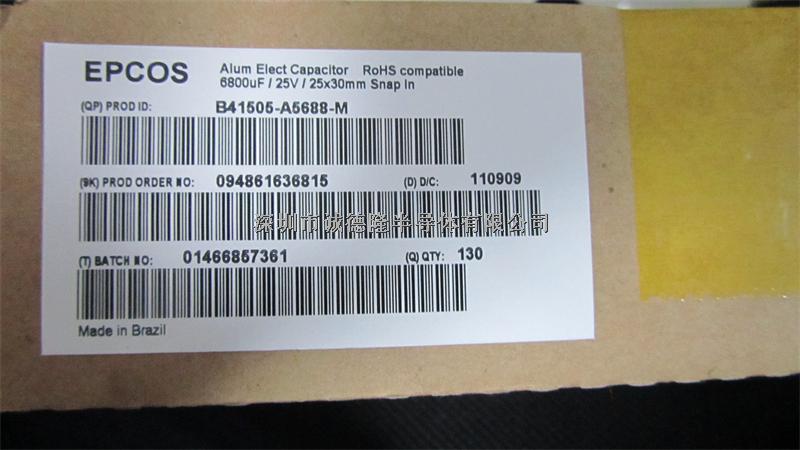 EPCOS
Alum Elect Capacitor RoHS compatible
6800uF / 25V / 25x30mm Snap In
(QP) PROD ID: B41505-A5688-M
(9K) PROD ORDER NO: 094861636815 (D) D/C: 110909
深圳市诚德隆半导体有限公司
(T) BATCH NO: 01466857361 (Q) QTY: 130
Made in Brazil